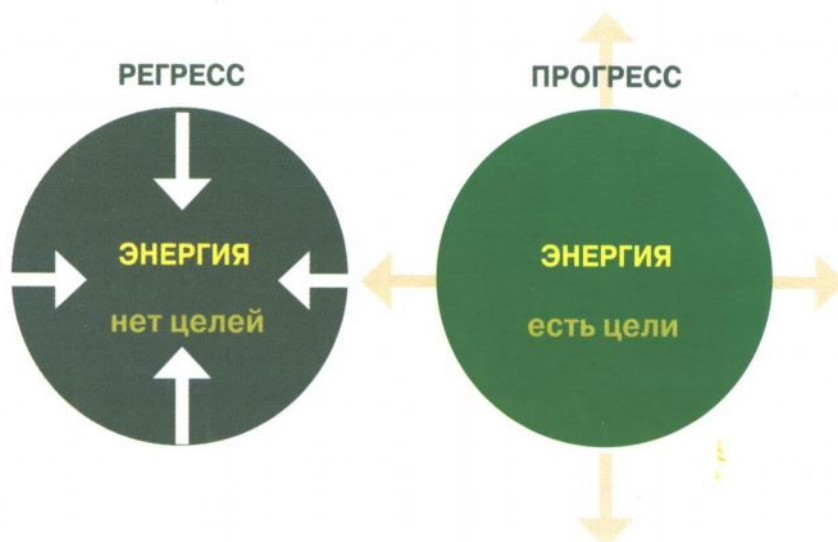 РЕГРЕСС
ЭНЕРГИЯ
нет целей
ПРОГРЕСС
ЭНЕРГИЯ
есть цели